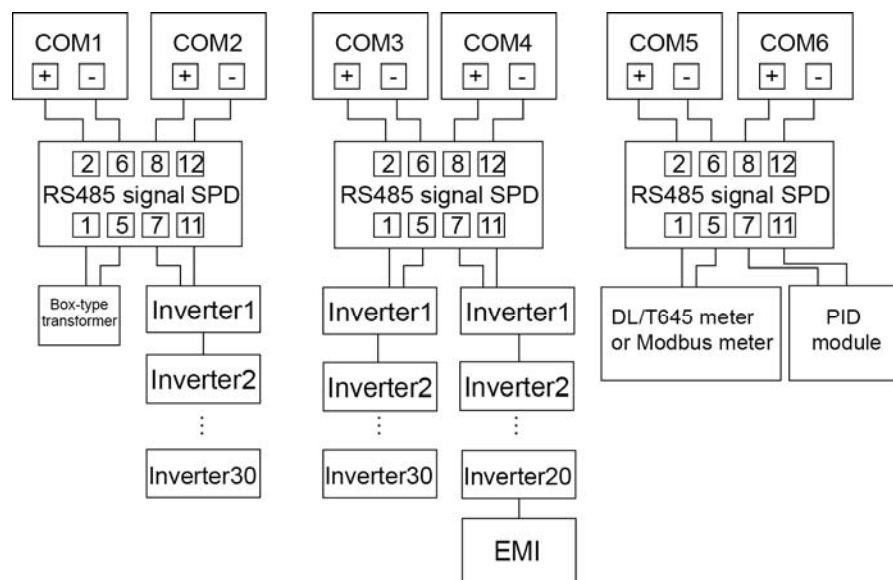 COM1 COM2 COM3 COM4 COM5 COM6
+ - + - + - + - + - + -
2 6 8 12 2 6 8 12 2 6 8 12
RS485 signal SPD RS485 signal SPD RS485 signal SPD
1 5 7 11 1 5 7 11 1 5 7 11
Box-type
transformer
Inverter1
Inverter2
⋮
Inverter30
Inverter1
Inverter2
⋮
Inverter30
Inverter1
Inverter2
⋮
Inverter20
EMI
DL/T645 meter
or Modbus meter
PID
module